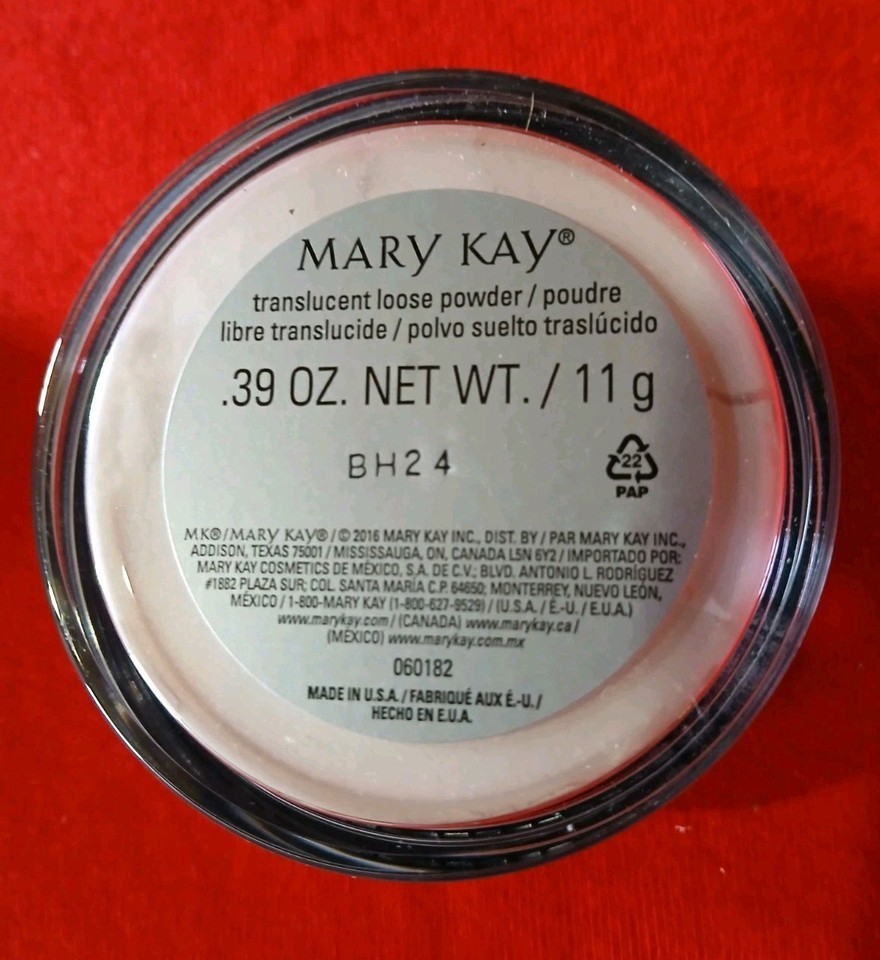 MARY KAY®
translucent loose powder / poudre
libre translucide / polvo suelto traslúcido
.39 OZ. NET WT. / 11 g
BH24
22
PAP
MK®/MARY KAY® / © 2016 MARY KAY INC., DIST. BY / PAR MARY KAY INC.,
ADDISON, TEXAS 75001 / MISSISSAUGA, ON, CANADA L5N 6Y2 / IMPORTADO POR:
MARY KAY COSMETICS DE MÉXICO, S.A. DE C.V.; BLVD. ANTONIO L. RODRÍGUEZ
#1882 PLAZA SUR; COL. SANTA MARÍA C.P. 64650; MONTERREY, NUEVO LEÓN,
MÉXICO / 1-800-MARY KAY (1-800-627-9529) / (U.S.A. / É.-U. / E.U.A.)
www.marykay.com / (CANADA) www.marykay.ca /
(MÉXICO) www.marykay.com.mx
060182
MADE IN U.S.A. / FABRIQUÉ AUX É.-U. /
HECHO EN E.U.A.